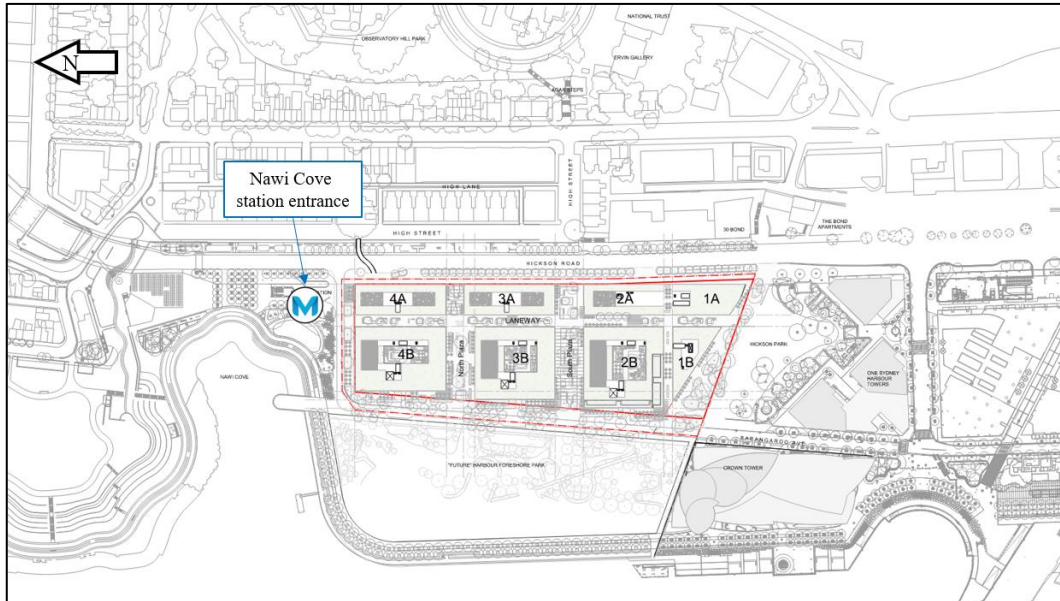 NATIONAL TRUST
OBSERVATORY HILL PARK
N
ERVIN GALLERY
AGAR STEPS
Nawi Cove
station entrance
HIGH LANE
HIGH STREET
HIGH STREET
30 BOND
THE BOND
APARTMENTS
HICKSON ROAD
M
4A
3A
2A
1A
LANEWAY
4B
3B
2B
1B
North Plaza
South Plaza
HICKSON PARK
ONE SYDNEY
HARBOUR
TOWERS
NAWI COVE
BARANGAROO AVE
"FUTURE" HARBOUR FORESHORE PARK
CROWN TOWER